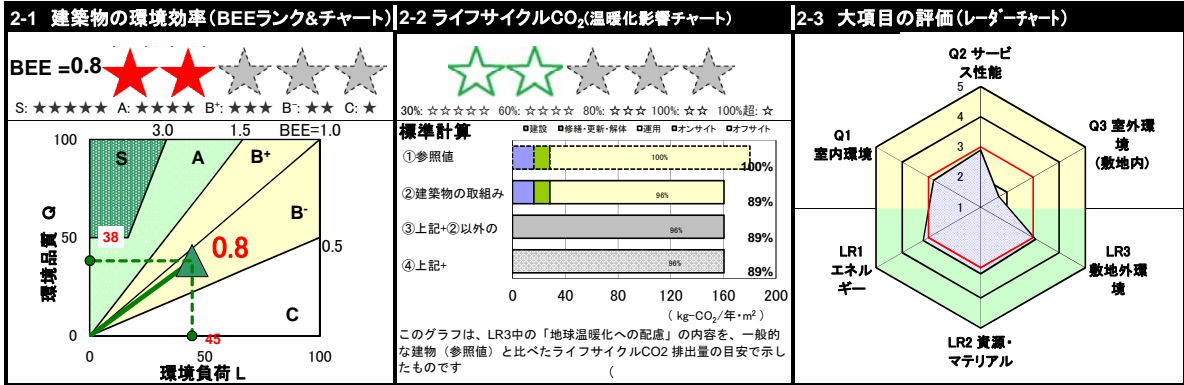 2-1 建築物の環境効率(BEEランク&チャート)
BEE =0.8
S: ★★★★★ A: ★★★★ B⁺: ★★★ B⁻: ★★ C: ★
3.0 1.5 BEE=1.0
100
S
A
B⁺
B⁻
50
38
0.8
0.5
C
0
45
0 50 100
環境品質 Q
環境負荷 L
2-2 ライフサイクルCO₂(温暖化影響チャート)
30%: ☆☆☆☆☆ 60%: ☆☆☆☆ 80%: ☆☆☆ 100%: ☆☆ 100%超: ☆
標準計算
■建設 ■修繕・更新・解体 □運用 ■オンサイト ■オフサイト
①参照値
100%
100%
②建築物の取組み
96%
89%
③上記+②以外の
96%
89%
④上記+
96%
89%
0 40 80 120 160 200
( kg-CO₂/年・m² )
このグラフは、LR3中の「地球温暖化への配慮」の内容を、一般的
な建物(参照値)と比べたライフサイクルCO2 排出量の目安で示し
たものです (
2-3 大項目の評価(レーダーチャート)
Q2 サービ
ス性能
5
4
3
2
1
Q1
室内環境
Q3 室外環
境
(敷地内)
LR1
エネル
ギー
LR3
敷地外環
境
LR2 資源・
マテリアル